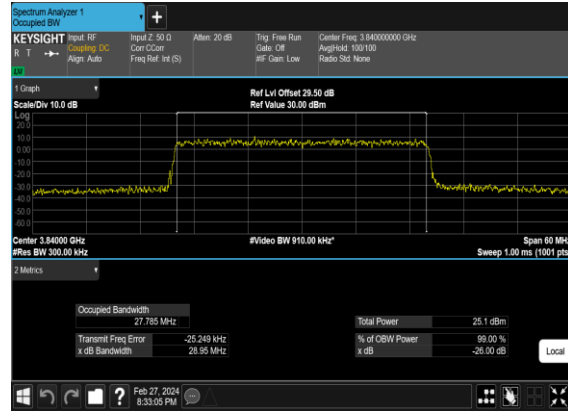 Spectrum Analyzer 1
Occupied BW
+
KEYSIGHT Input: RF Input Z: 50 Ω Atten: 20 dB Trig: Free Run Center Freq: 3.840000000 GHz
R T Coupling: DC Corr CCorr Gate: Off Avg|Hold: 100/100
Align: Auto Freq Ref: Int (S) #IF Gain: Low Radio Std: None
1 Graph
Ref Lvl Offset 29.50 dB
Scale/Div 10.0 dB Ref Value 30.00 dBm
Log
20.0
10.0
0.00
-10.0
-20.0
-30.0
-40.0
-50.0
-60.0
Center 3.84000 GHz #Video BW 910.00 kHz* Span 60 MHz
#Res BW 300.00 kHz Sweep 1.00 ms (1001 pts)
2 Metrics
Occupied Bandwidth
27.785 MHz Total Power 25.1 dBm
Transmit Freq Error -25.249 kHz % of OBW Power 99.00 %
x dB Bandwidth 28.95 MHz x dB -26.00 dB
Local
? Feb 27, 2024
8:33:05 PM